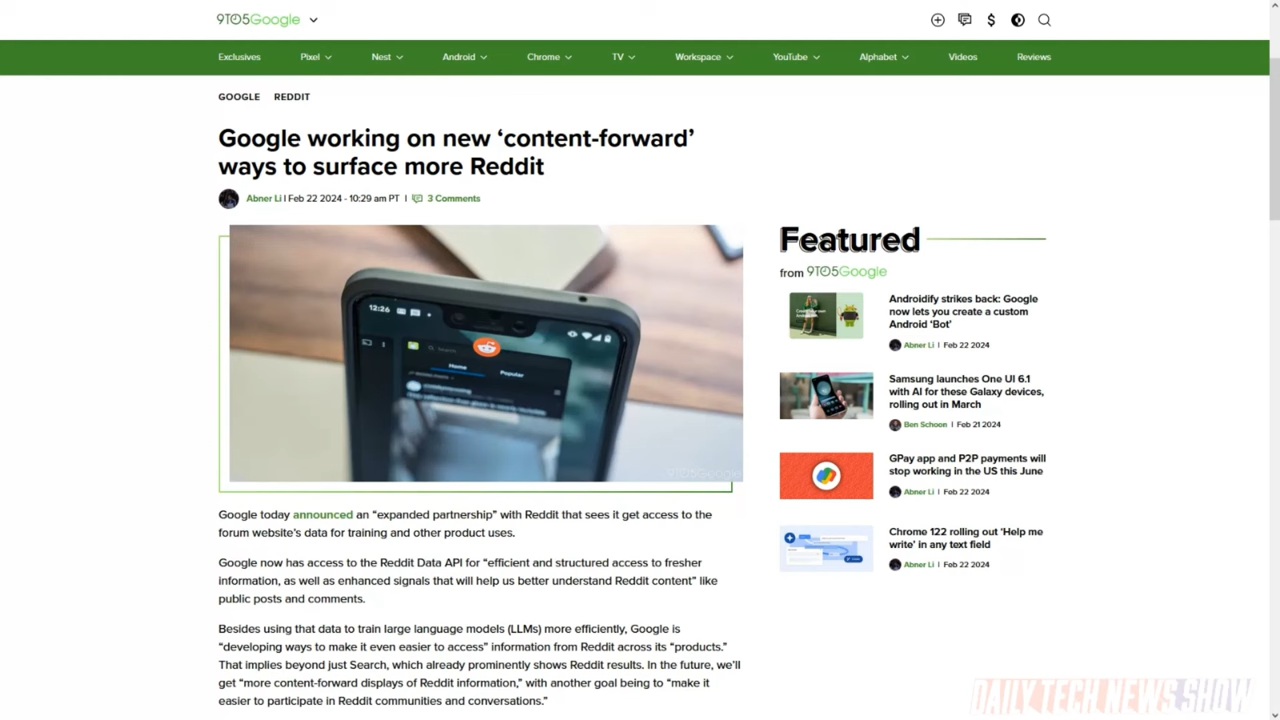 9TO5Google
Exclusives Pixel Nest Android Chrome TV Workspace YouTube Alphabet Videos Reviews
GOOGLE REDDIT
Google working on new ‘content-forward’
ways to surface more Reddit
Abner Li | Feb 22 2024 - 10:29 am PT | 3 Comments
12:26
Search
Home
Popular
9TO5Google
Google today announced an “expanded partnership” with Reddit that sees it get access to the
forum website’s data for training and other product uses.
Google now has access to the Reddit Data API for “efficient and structured access to fresher
information, as well as enhanced signals that will help us better understand Reddit content” like
public posts and comments.
Besides using that data to train large language models (LLMs) more efficiently, Google is
“developing ways to make it even easier to access” information from Reddit across its “products.”
That implies beyond just Search, which already prominently shows Reddit results. In the future, we’ll
get “more content-forward displays of Reddit information,” with another goal being to “make it
easier to participate in Reddit communities and conversations.”
Featured
from 9TO5Google
Androidify strikes back: Google
now lets you create a custom
Android ‘Bot’
Abner Li | Feb 22 2024
Samsung launches One UI 6.1
with AI for these Galaxy devices,
rolling out in March
Ben Schoon | Feb 21 2024
GPay app and P2P payments will
stop working in the US this June
Abner Li | Feb 22 2024
Chrome 122 rolling out ‘Help me
write’ in any text field
Abner Li | Feb 22 2024
DAILY TECH NEWS SHOW